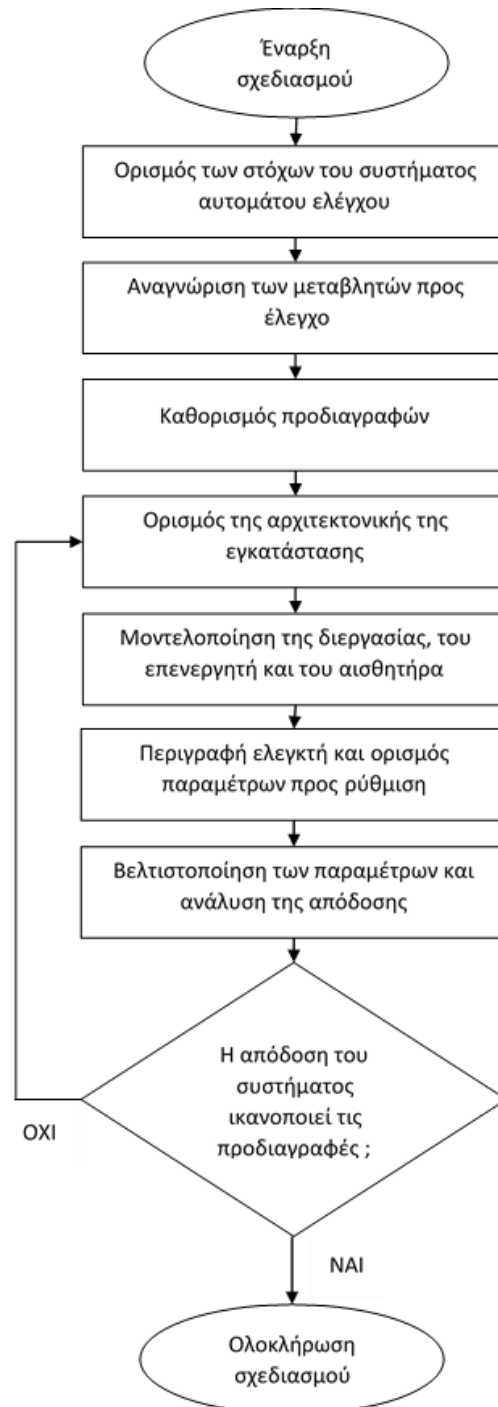 Έναρξη
σχεδιασμού
Ορισμός των στόχων του συστήματος
αυτομάτου ελέγχου
Αναγνώριση των μεταβλητών προς
έλεγχο
Καθορισμός προδιαγραφών
Ορισμός της αρχιτεκτονικής της
εγκατάστασης
Μοντελοποίηση της διεργασίας, του
επενεργητή και του αισθητήρα
Περιγραφή ελεγκτή και ορισμός
παραμέτρων προς ρύθμιση
Βελτιστοποίηση των παραμέτρων και
ανάλυση της απόδοσης
Η απόδοση του
συστήματος
ικανοποιεί τις
προδιαγραφές ;
ΟΧΙ
ΝΑΙ
Ολοκλήρωση
σχεδιασμού